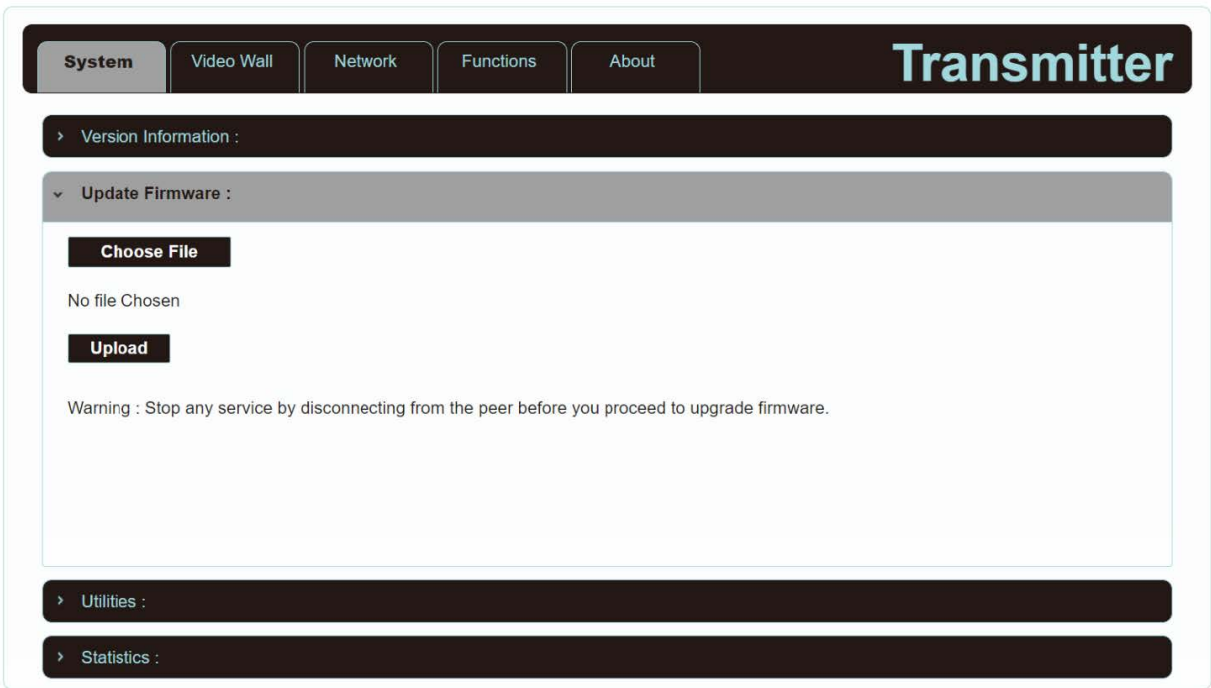 System
Video Wall
Network
Functions
About
Transmitter
Version Information :
Update Firmware :
Choose File
No file Chosen
Upload
Warning : Stop any service by disconnecting from the peer before you proceed to upgrade firmware.
Utilities :
Statistics :